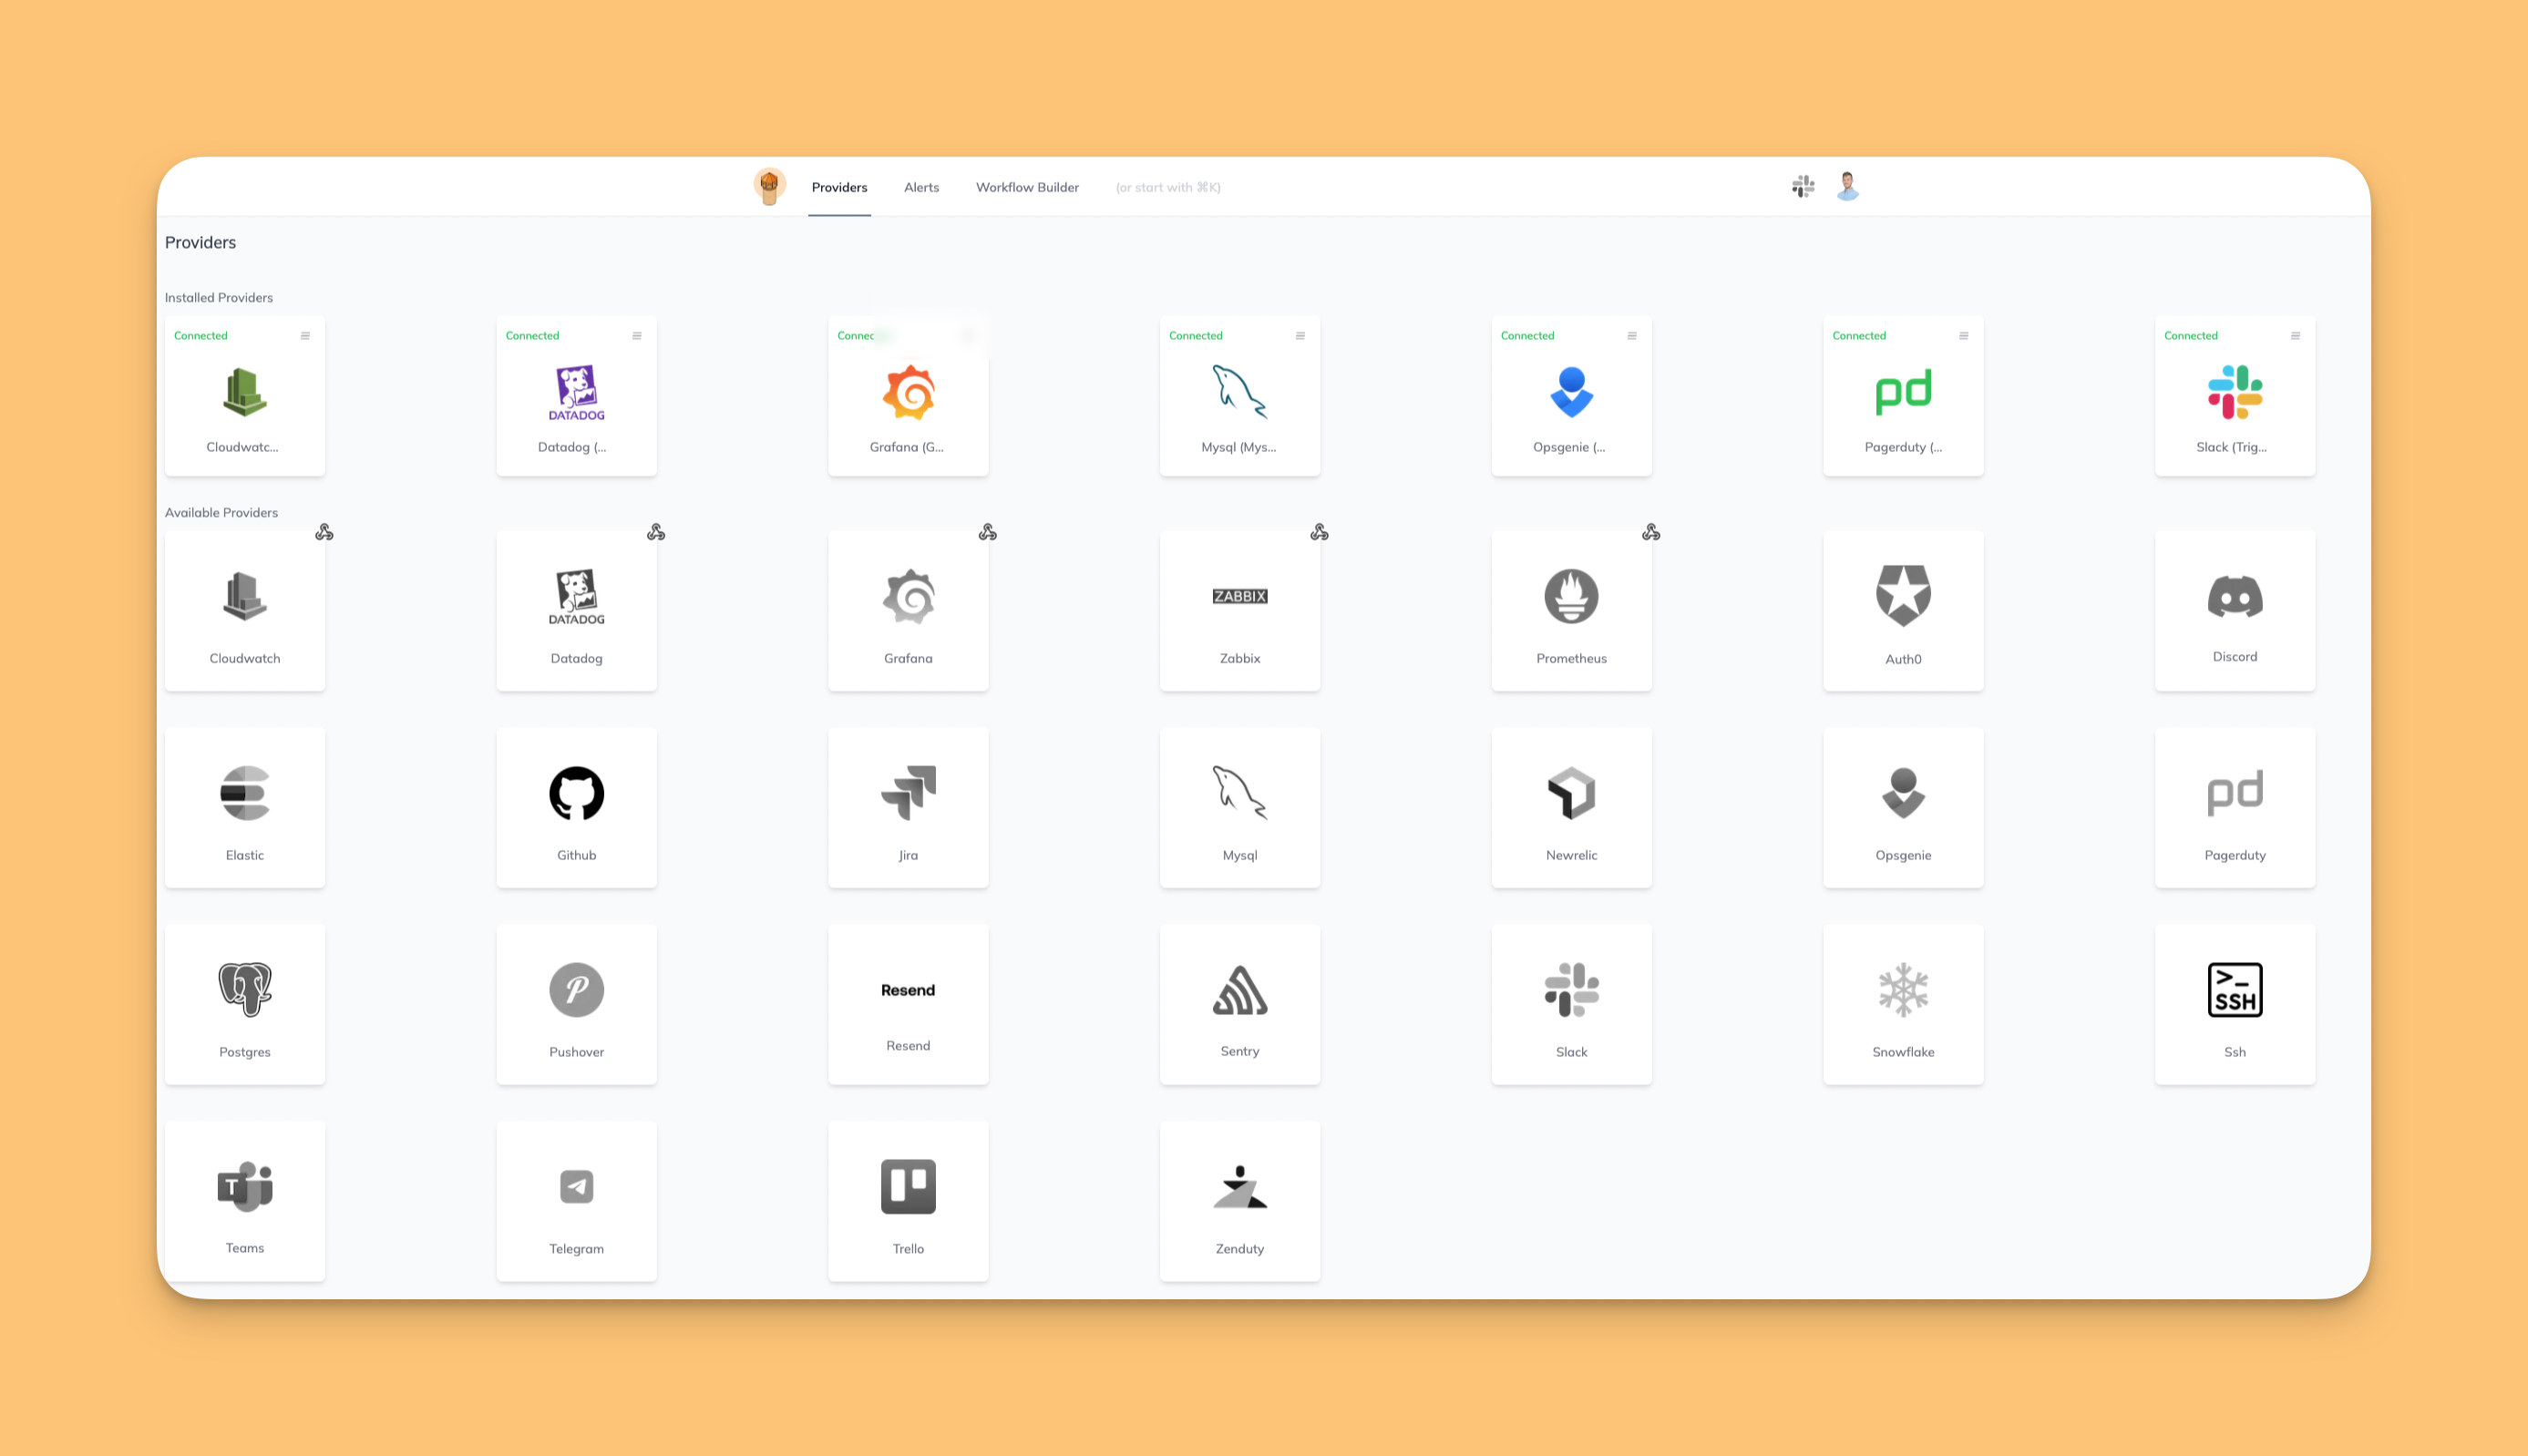 Providers Alerts Workflow Builder (or start with ⌘K)
Providers
Installed Providers
Connected Connected Connec Connected Connected Connected Connected
DATADOG pd
Cloudwatc... Datadog (... Grafana (G... Mysql (Mys... Opsgenie (... Pagerduty (... Slack (Trig...
Available Providers
DATADOG ZABBIX
Cloudwatch Datadog Grafana Zabbix Prometheus Auth0 Discord
pd
Elastic Github Jira Mysql Newrelic Opsgenie Pagerduty
P Resend >_ SSH
Postgres Pushover Resend Sentry Slack Snowflake Ssh
T
Teams Telegram Trello Zenduty